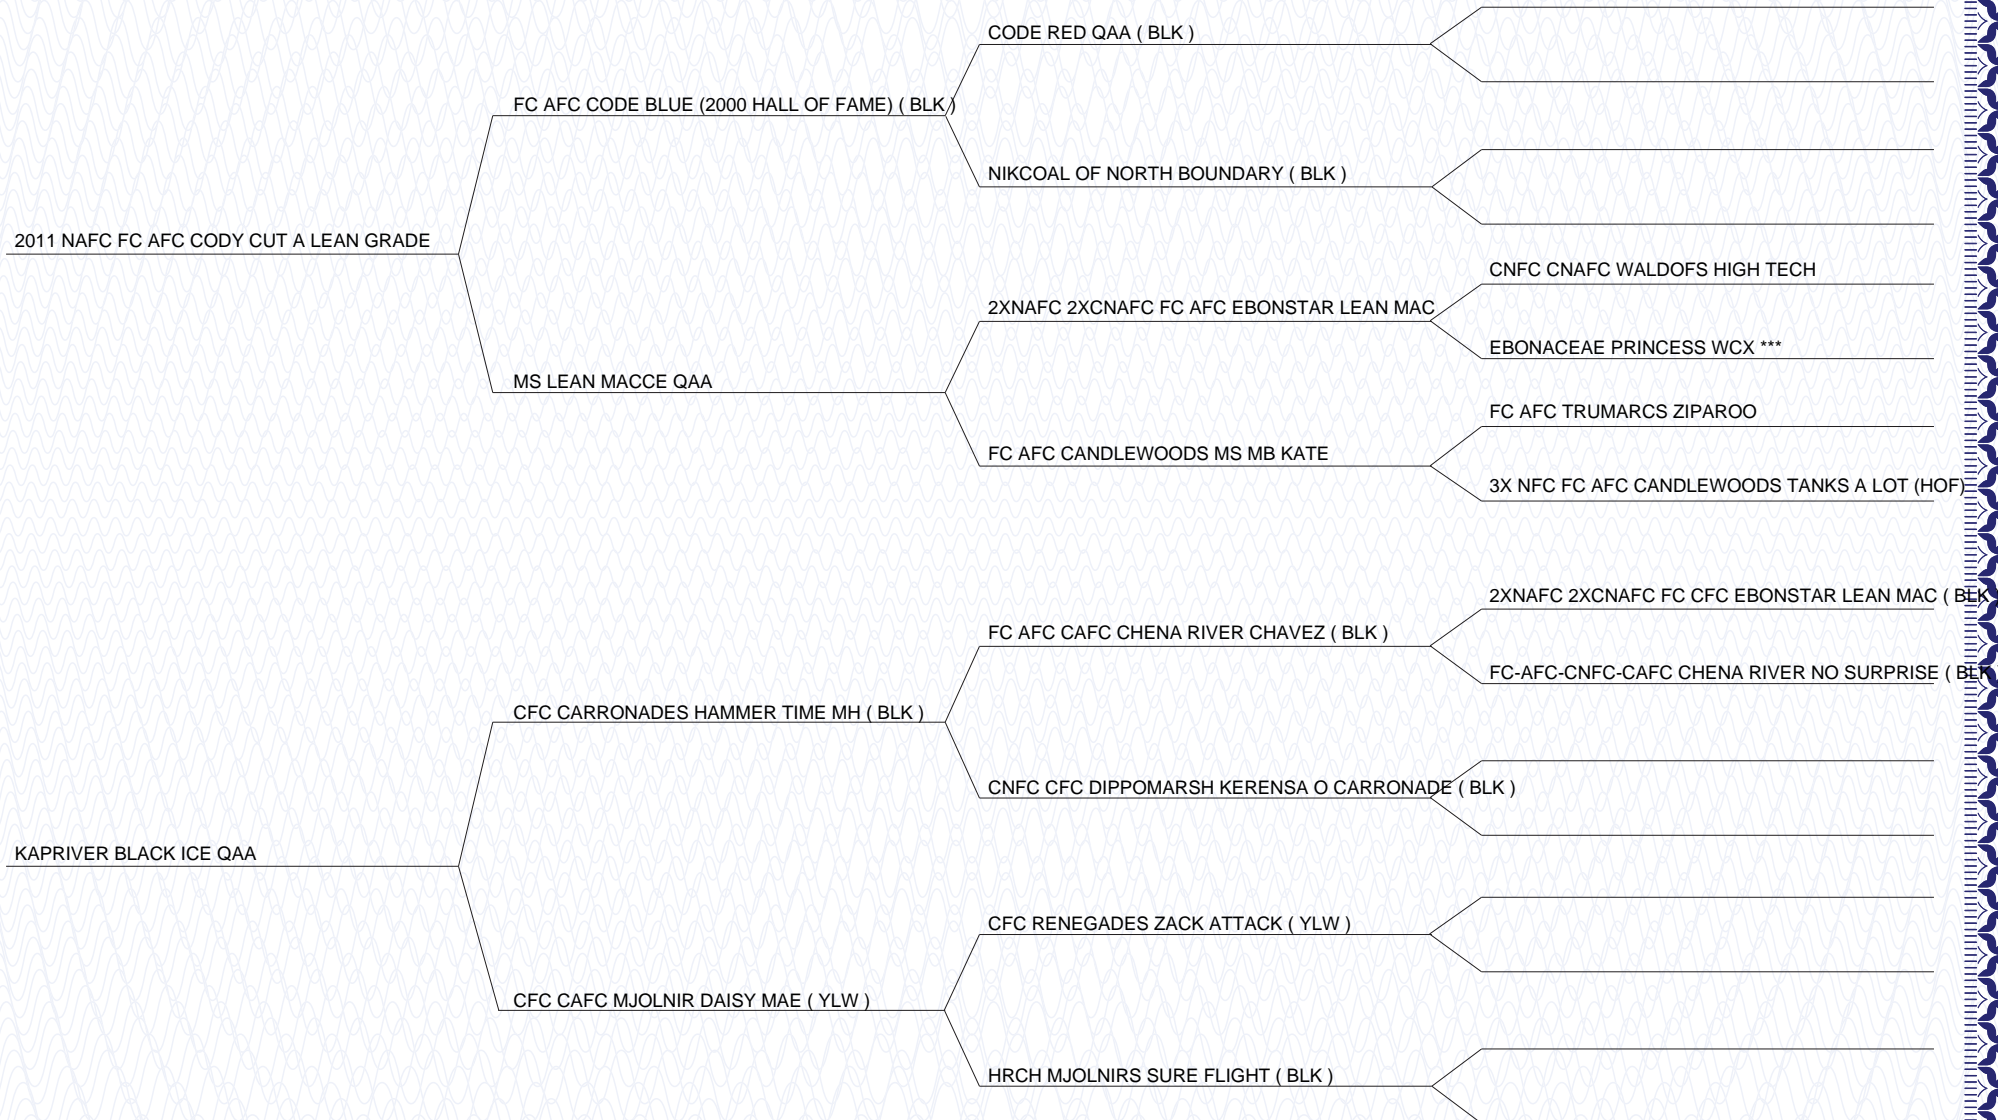 CODE RED QAA ( BLK )
FC AFC CODE BLUE (2000 HALL OF FAME) ( BLK )
NIKCOAL OF NORTH BOUNDARY ( BLK )
2011 NAFC FC AFC CODY CUT A LEAN GRADE
CNFC CNAFC WALDOFS HIGH TECH
2XNAFC 2XCNAFC FC AFC EBONSTAR LEAN MAC
EBONACEAE PRINCESS WCX ***
MS LEAN MACCE QAA
FC AFC TRUMARCS ZIPAROO
FC AFC CANDLEWOODS MS MB KATE
3X NFC FC AFC CANDLEWOODS TANKS A LOT (HOF)
2XNAFC 2XCNAFC FC CFC EBONSTAR LEAN MAC ( BLK
FC AFC CAFC CHENA RIVER CHAVEZ ( BLK )
FC-AFC-CNFC-CAFC CHENA RIVER NO SURPRISE ( BLK
CFC CARRONADES HAMMER TIME MH ( BLK )
CNFC CFC DIPPOMARSH KERENSA O CARRONADE ( BLK )
KAPRIVER BLACK ICE QAA
CFC RENEGADES ZACK ATTACK ( YLW )
CFC CAFC MJOLNIR DAISY MAE ( YLW )
HRCH MJOLNIRS SURE FLIGHT ( BLK )